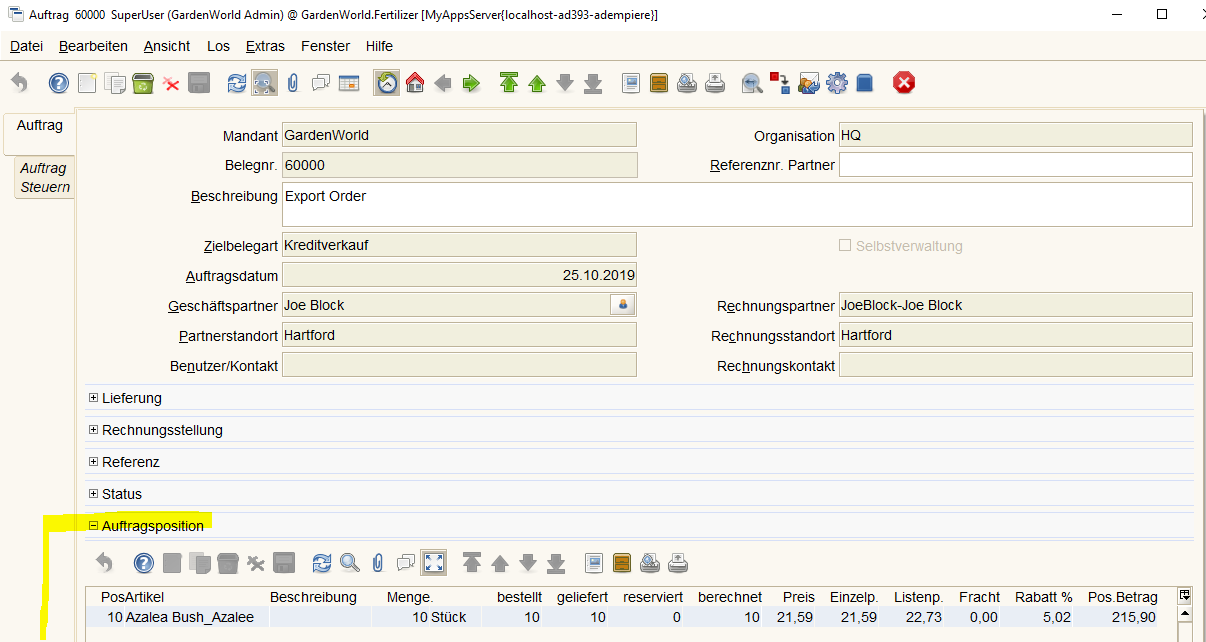 Auftrag 60000 SuperUser (GardenWorld Admin) @ GardenWorld.Fertilizer [MyAppsServer{localhost-ad393-adempiere}]
Datei Bearbeiten Ansicht Los Extras Fenster Hilfe
Auftrag
Auftrag Steuern
Mandant GardenWorld Organisation HQ
Belegnr. 60000 Referenznr. Partner
Beschreibung Export Order
Zielbelegart Kreditverkauf Selbstverwaltung
Auftragsdatum 25.10.2019
Geschäftspartner Joe Block Rechnungspartner JoeBlock-Joe Block
Partnerstandort Hartford Rechnungsstandort Hartford
Benutzer/Kontakt Rechnungskontakt
Lieferung
Rechnungsstellung
Referenz
Status
Auftragsposition
PosArtikel Beschreibung Menge. bestellt geliefert reserviert berechnet Preis Einzelp. Listenp. Fracht Rabatt % Pos.Betrag
10 Azalea Bush_Azalee 10 Stück 10 10 0 10 21,59 21,59 22,73 0,00 5,02 215,90